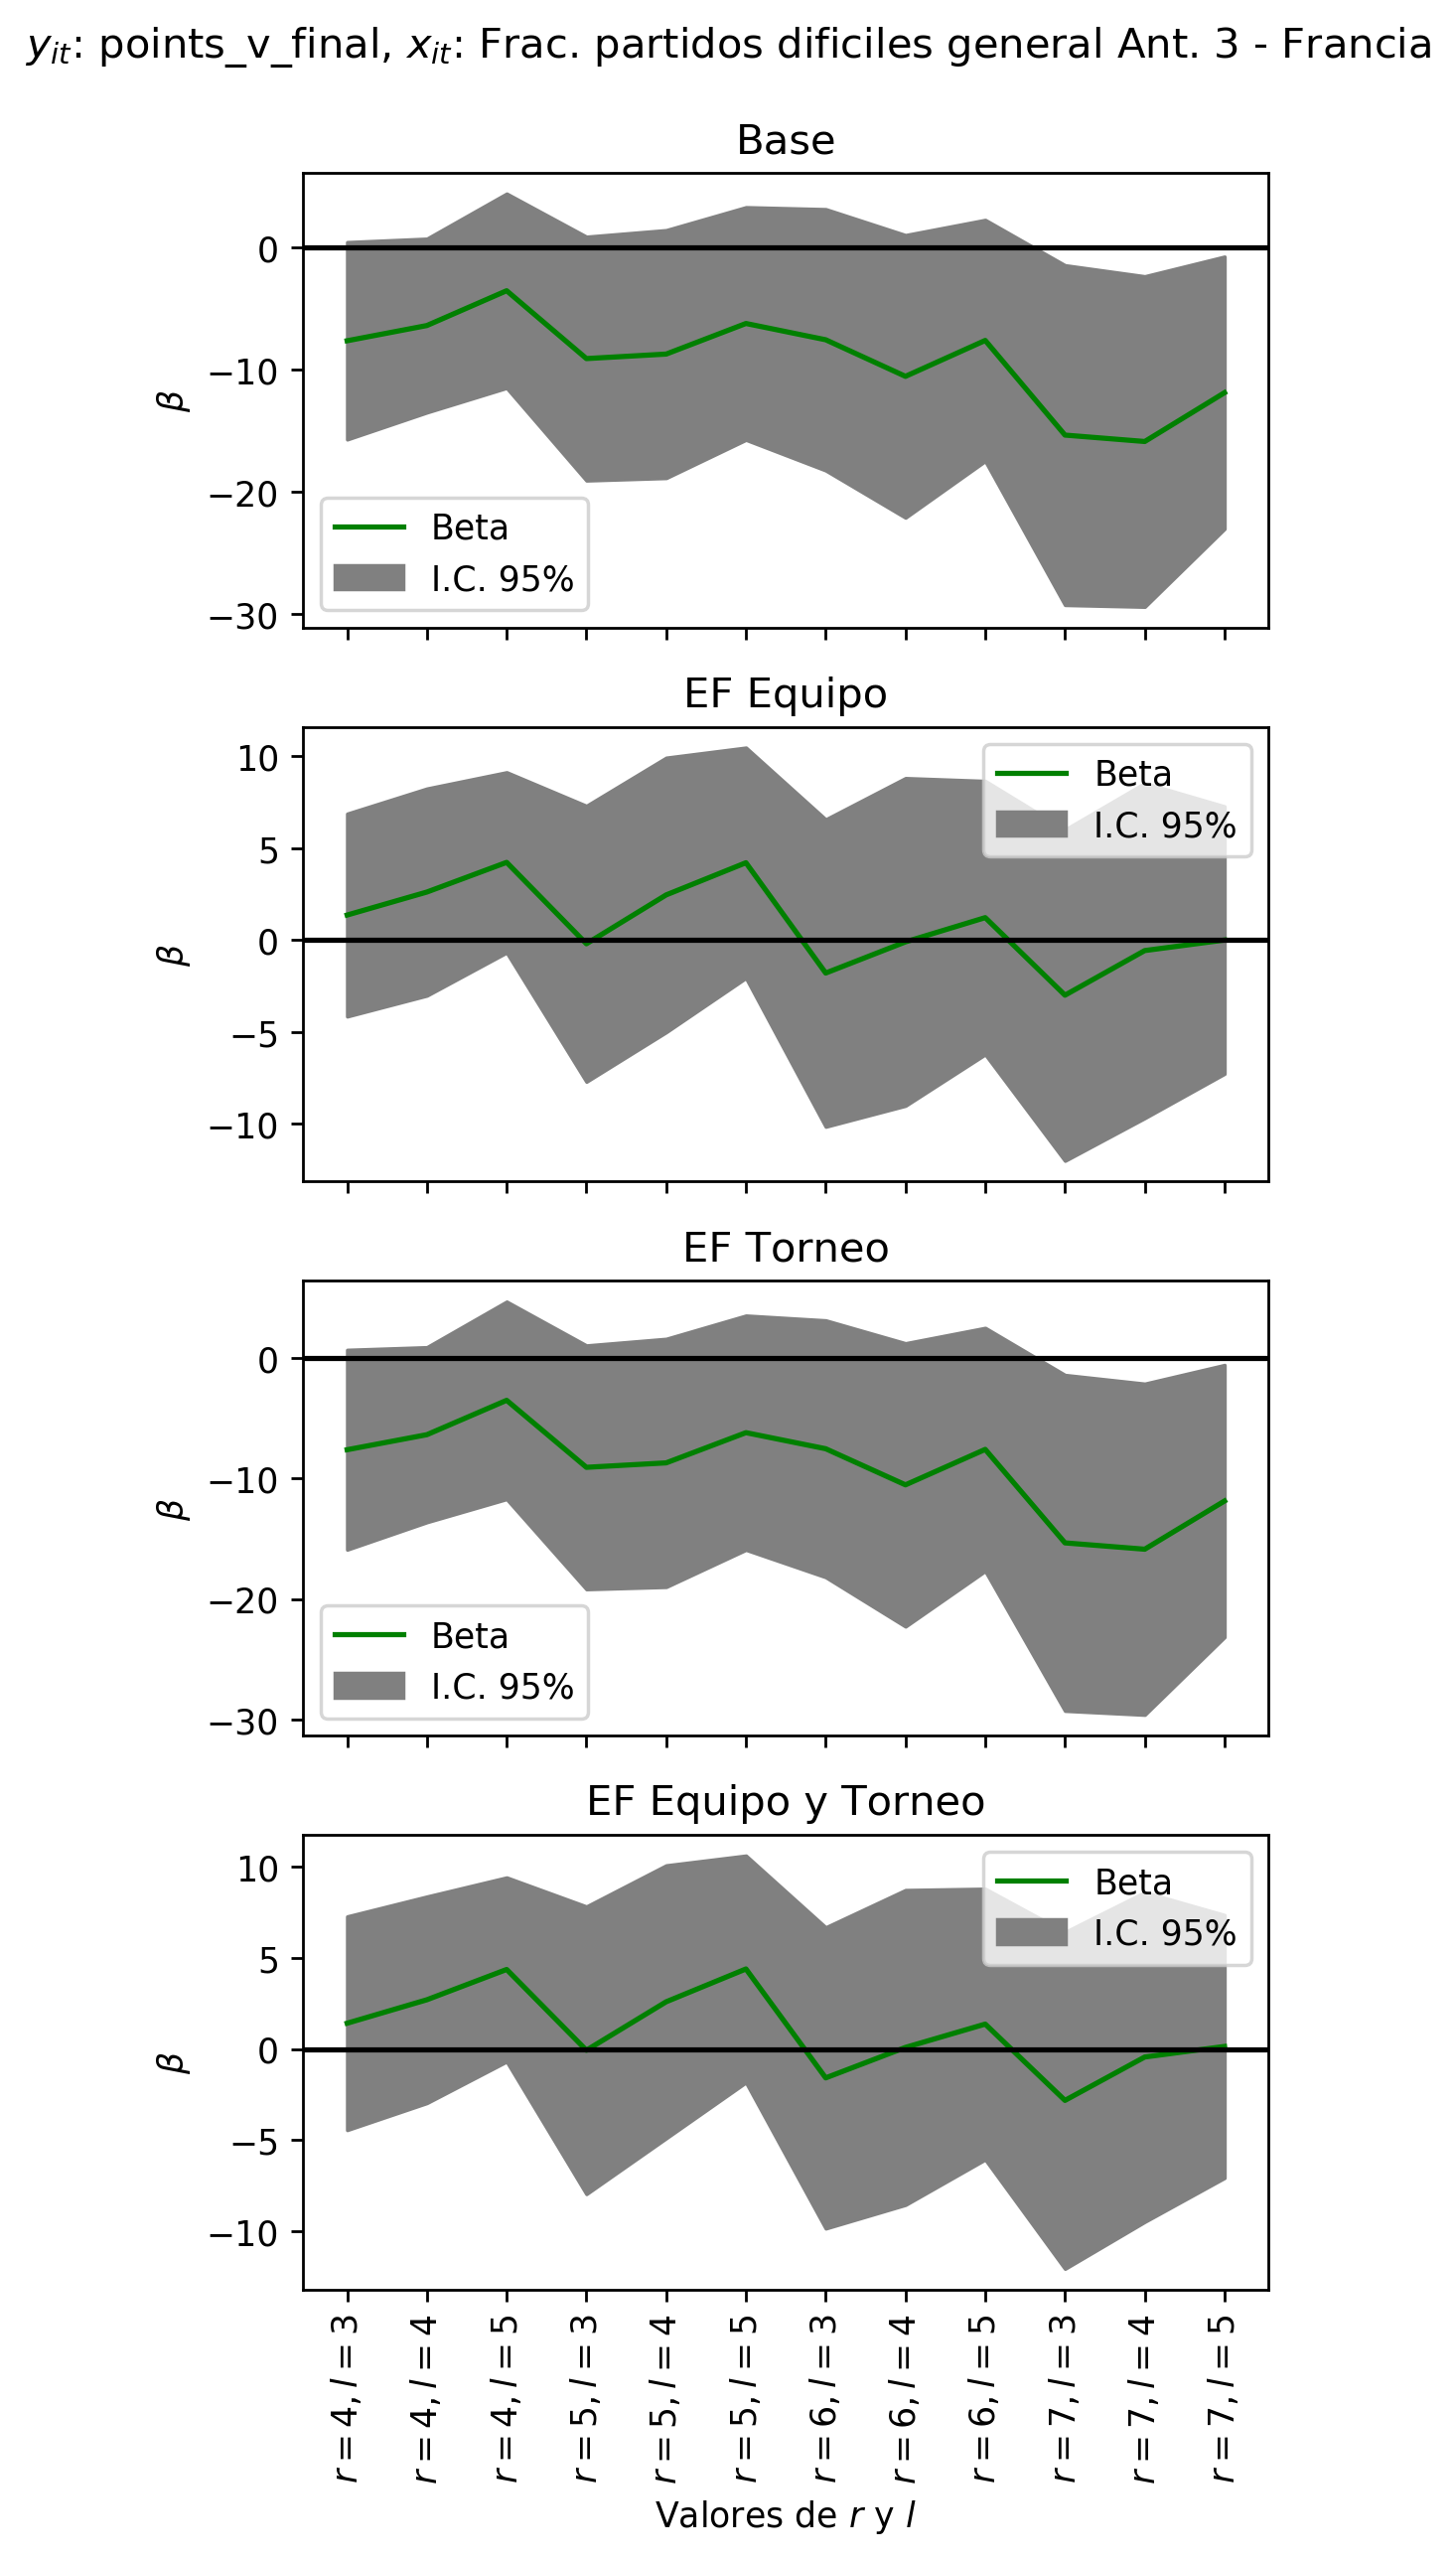 y_it: points_v_final, x_it: Frac. partidos dificiles general Ant. 3 - Francia
Base
0
−10
−20
−30
β
Beta
I.C. 95%
EF Equipo
10
5
0
−5
−10
β
Beta
I.C. 95%
EF Torneo
0
−10
−20
−30
β
Beta
I.C. 95%
EF Equipo y Torneo
10
5
0
−5
−10
β
Beta
I.C. 95%
r = 4, l = 3
r = 4, l = 4
r = 4, l = 5
r = 5, l = 3
r = 5, l = 4
r = 5, l = 5
r = 6, l = 3
r = 6, l = 4
r = 6, l = 5
r = 7, l = 3
r = 7, l = 4
r = 7, l = 5
Valores de r y l